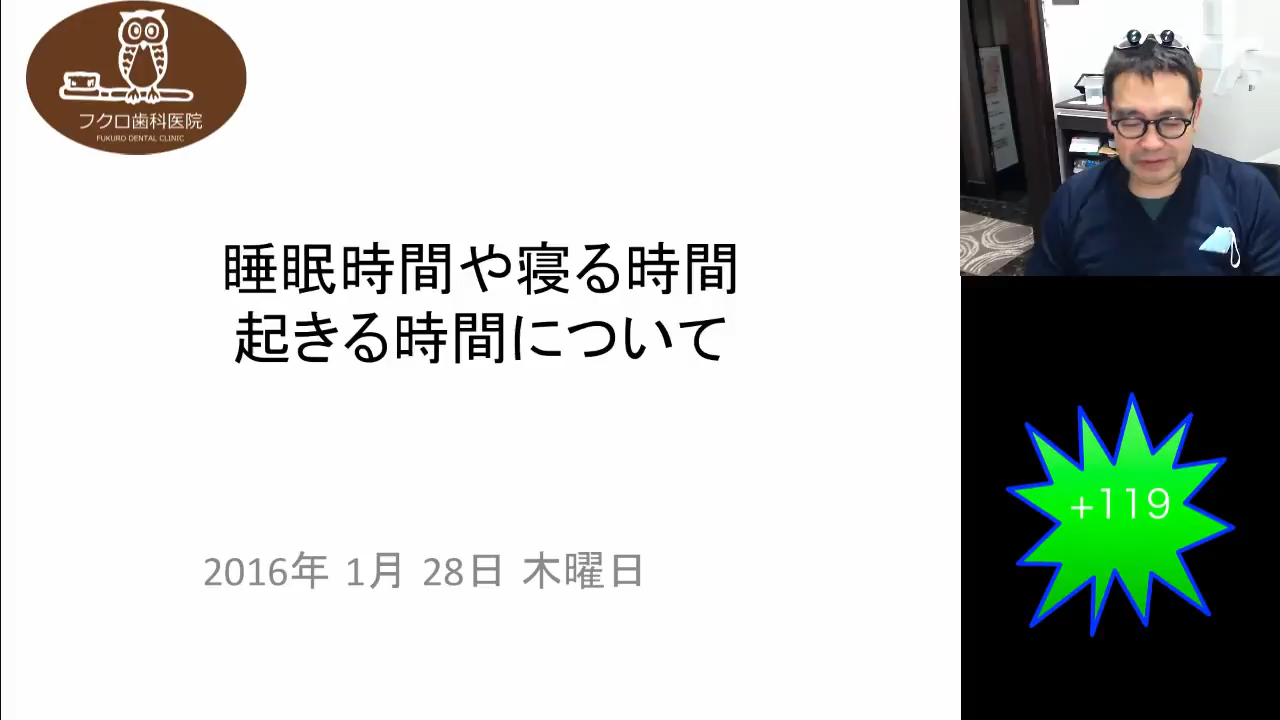 フクロ歯科医院
FUKURO DENTAL CLINIC
睡眠時間や寝る時間
起きる時間について
2016年 1月 28日 木曜日
+119